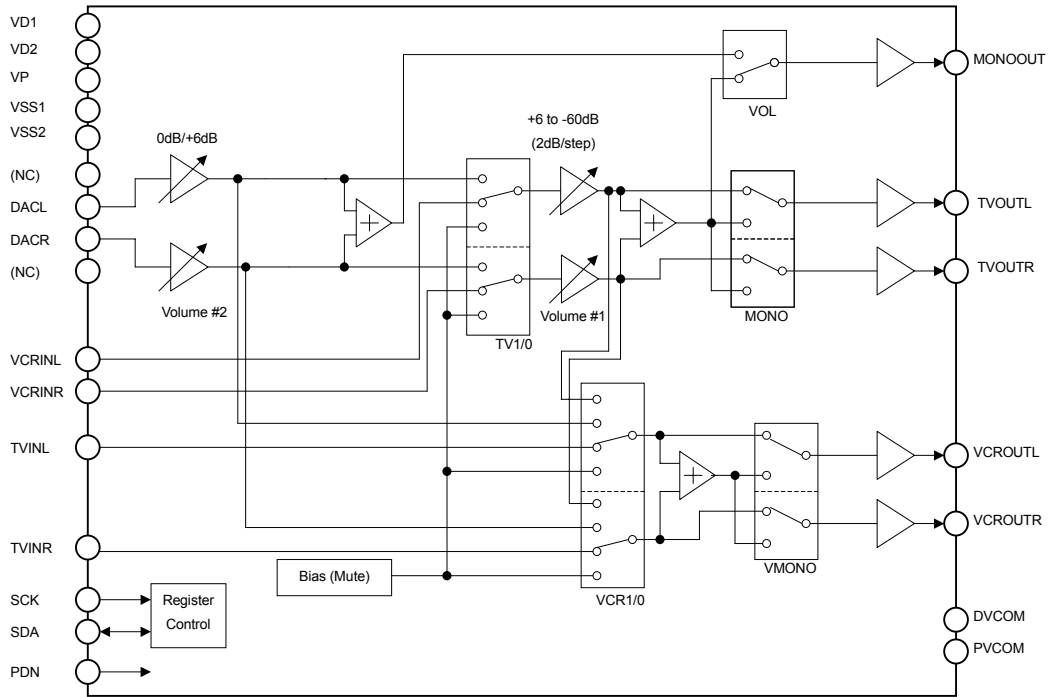 VD1
VD2
VP
VSS1
VSS2
(NC)
DACL
DACR
(NC)
VCRINL
VCRINR
TVINL
TVINR
SCK
SDA
PDN
0dB/+6dB
Volume #2
+6 to -60dB
(2dB/step)
Volume #1
TV1/0
VOL
MONO
VCR1/0
VMONO
Bias (Mute)
Register
Control
MONOOUT
TVOUTL
TVOUTR
VCROUTL
VCROUTR
DVCOM
PVCOM